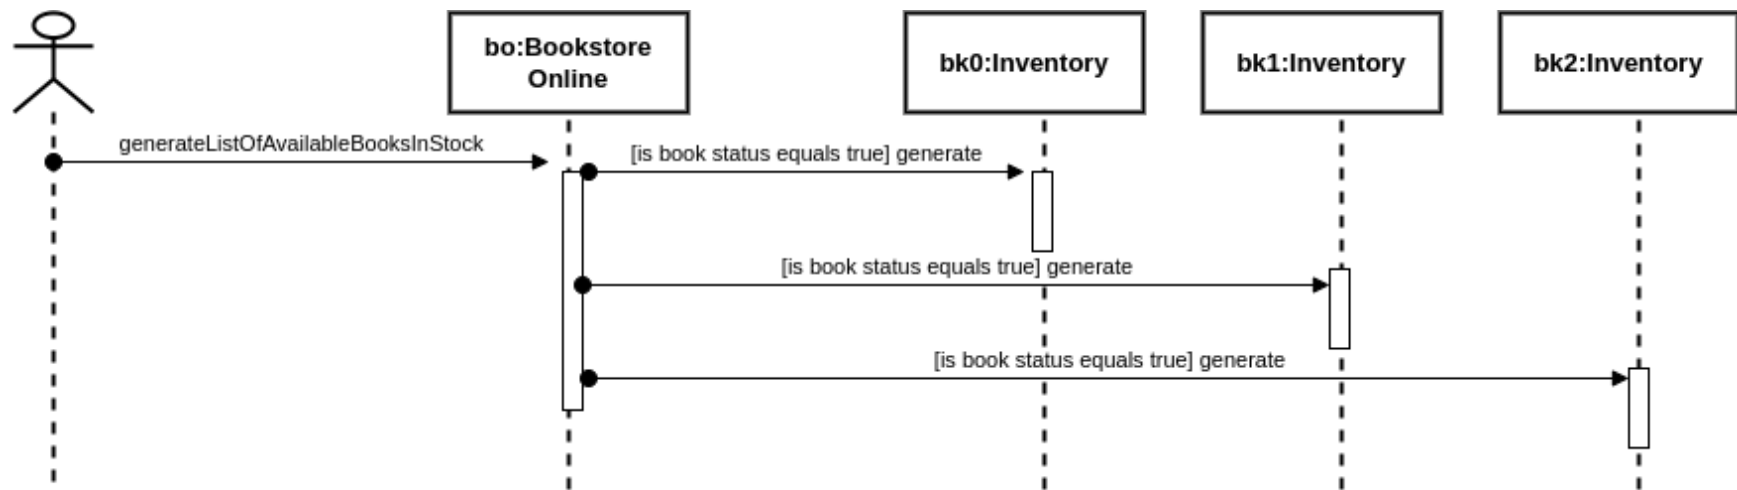 bo:Bookstore
Online
bk0:Inventory
bk1:Inventory
bk2:Inventory
generateListOfAvailableBooksInStock
[is book status equals true] generate
[is book status equals true] generate
[is book status equals true] generate